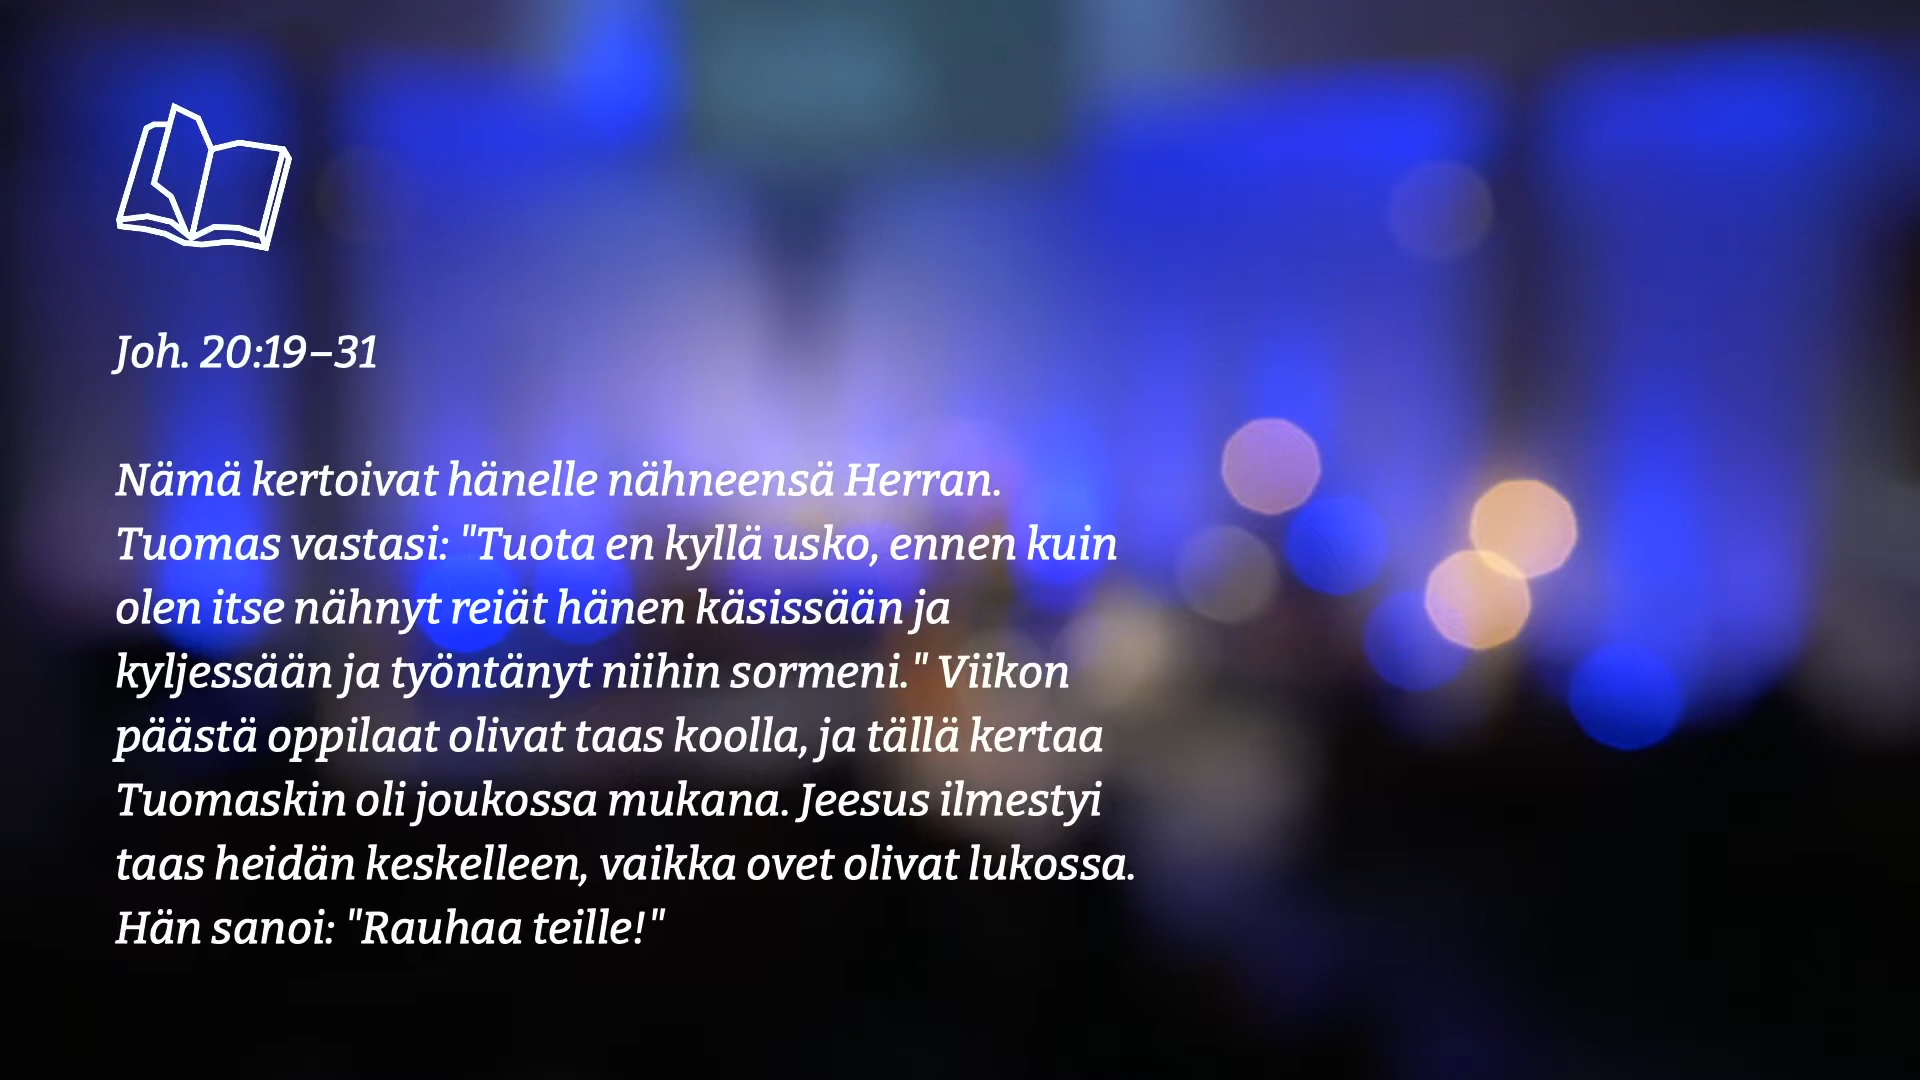 Joh. 20:19–31
Nämä kertoivat hänelle nähneensä Herran.
Tuomas vastasi: "Tuota en kyllä usko, ennen kuin
olen itse nähnyt reiät hänen käsissään ja
kyljessään ja työntänyt niihin sormeni." Viikon
päästä oppilaat olivat taas koolla, ja tällä kertaa
Tuomaskin oli joukossa mukana. Jeesus ilmestyi
taas heidän keskelleen, vaikka ovet olivat lukossa.
Hän sanoi: "Rauhaa teille!"